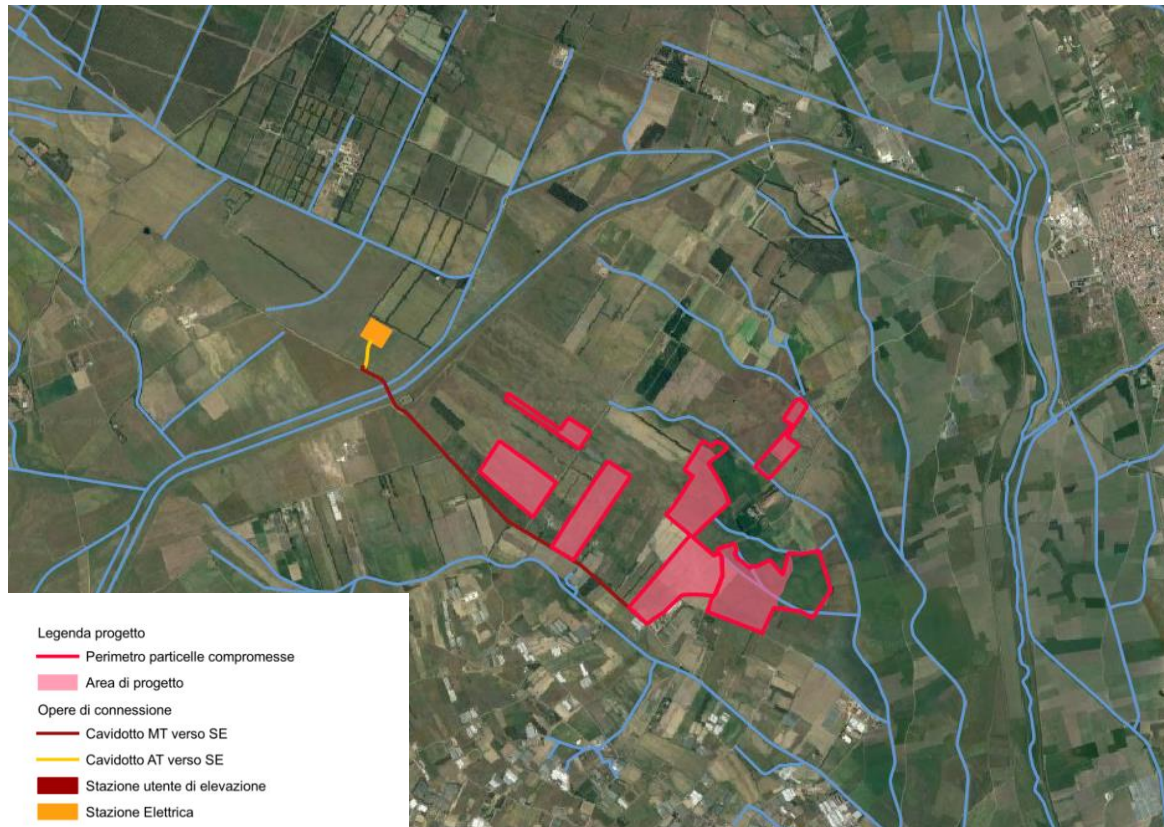 Legenda progetto
Perimetro particelle compromesse
Area di progetto
Opere di connessione
Cavidotto MT verso SE
Cavidotto AT verso SE
Stazione utente di elevazione
Stazione Elettrica